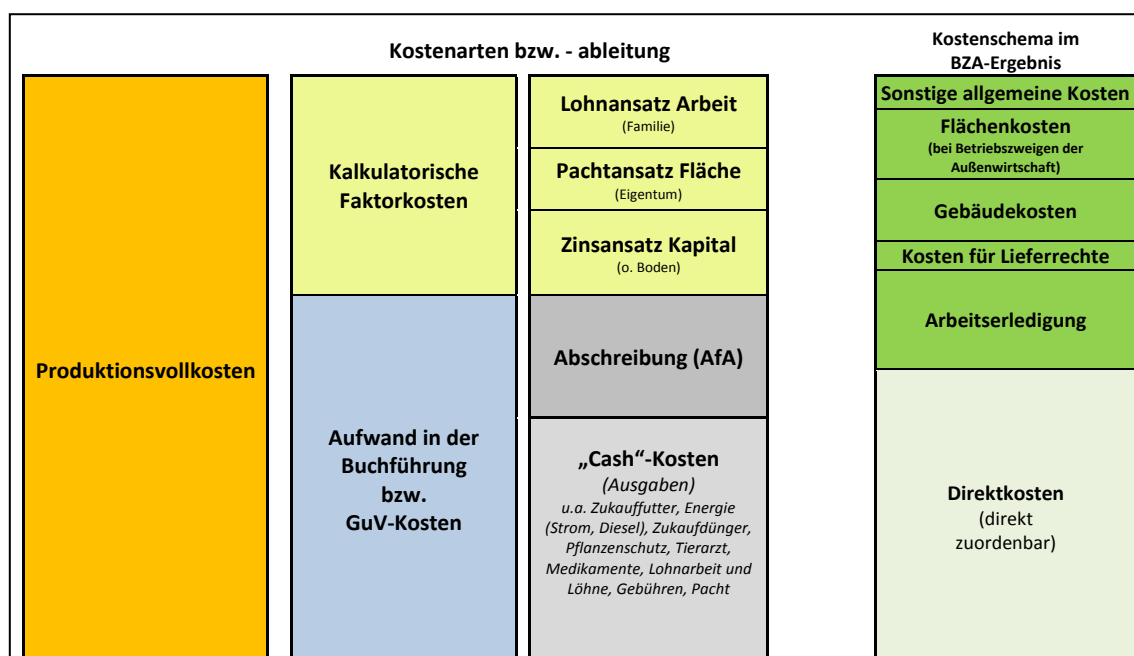 Kostenarten bzw. - ableitung
Kostenschema im
BZA-Ergebnis
Produktionsvollkosten
Kalkulatorische
Faktorkosten
Aufwand in der
Buchführung
bzw.
GuV-Kosten
Lohnansatz Arbeit
(Familie)
Pachtansatz Fläche
(Eigentum)
Zinsansatz Kapital
(o. Boden)
Abschreibung (AfA)
„Cash“-Kosten
(Ausgaben)
u.a. Zukauffutter, Energie
(Strom, Diesel), Zukaufdünger,
Pflanzenschutz, Tierarzt,
Medikamente, Lohnarbeit und
Löhne, Gebühren, Pacht
Sonstige allgemeine Kosten
Flächenkosten
(bei Betriebszweigen der
Außenwirtschaft)
Gebäudekosten
Kosten für Lieferrechte
Arbeitserledigung
Direktkosten
(direkt
zuordenbar)